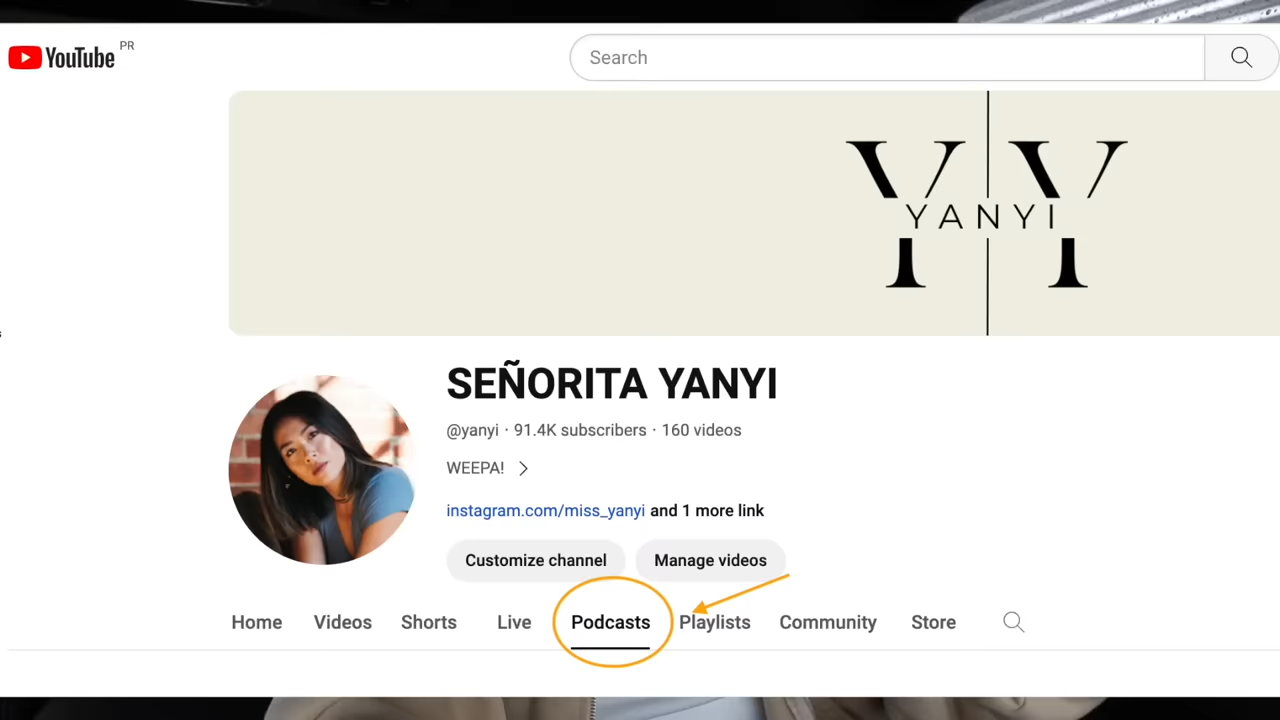 YouTube PR
Search
YY
YANYI
SEÑORITA YANYI
@yanyi · 91.4K subscribers · 160 videos
WEEPA!
instagram.com/miss_yanyi and 1 more link
Customize channel Manage videos
Home Videos Shorts Live Podcasts Playlists Community Store